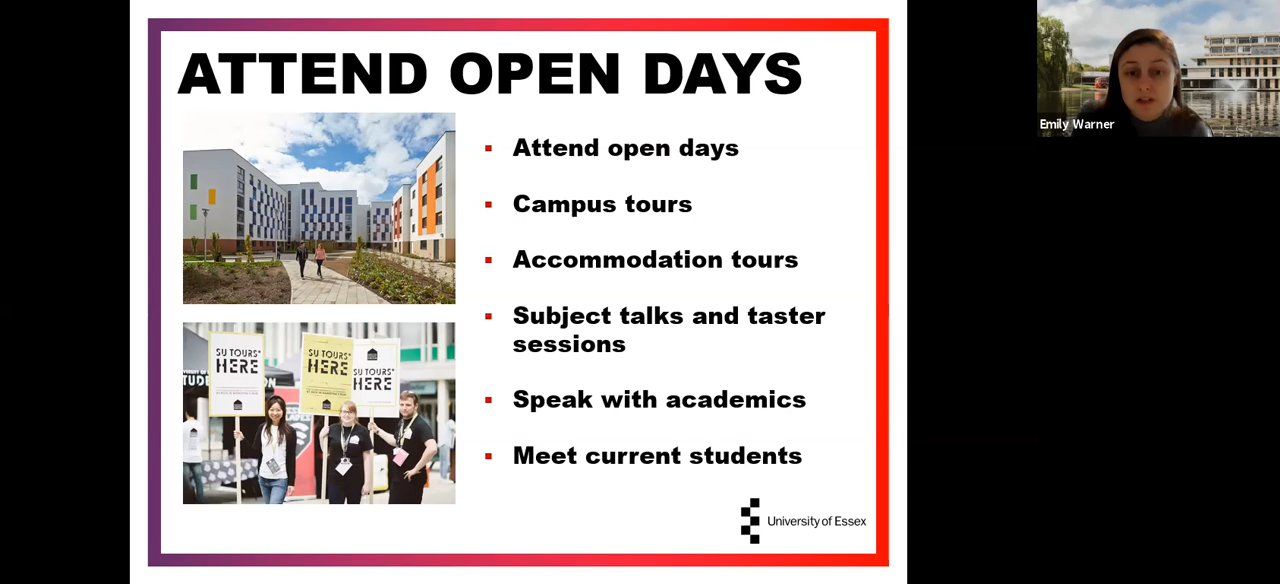 ATTEND OPEN DAYS
Attend open days
Campus tours
Accommodation tours
Subject talks and taster
sessions
Speak with academics
Meet current students
SU TOURS*
HERE
SU TOURS*
HERE
SU TOURS*
HERE
University of Essex
Emily Warner